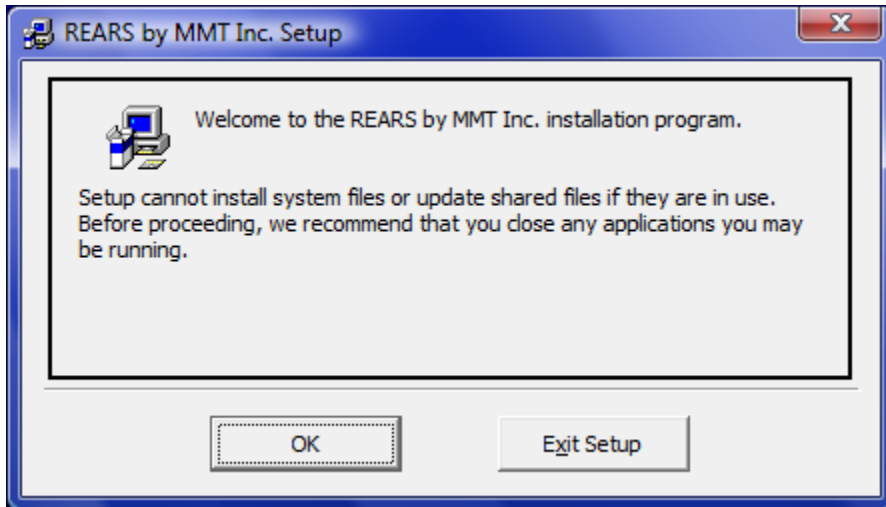 REARS by MMT Inc. Setup
Welcome to the REARS by MMT Inc. installation program.
Setup cannot install system files or update shared files if they are in use.
Before proceeding, we recommend that you close any applications you may
be running.
OK
Exit Setup